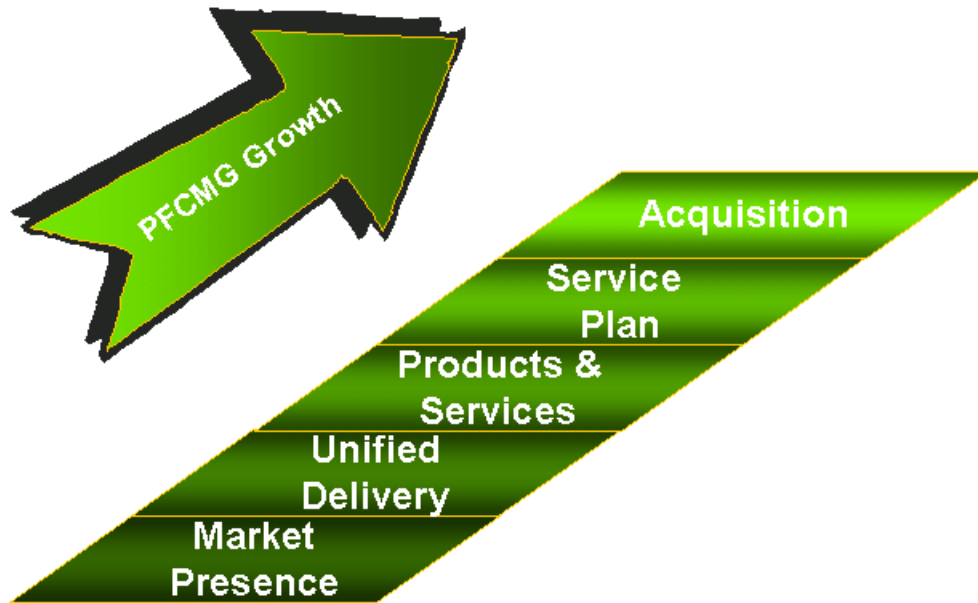 PFCMG Growth
Acquisition
Service
Plan
Products &
Services
Unified
Delivery
Market
Presence